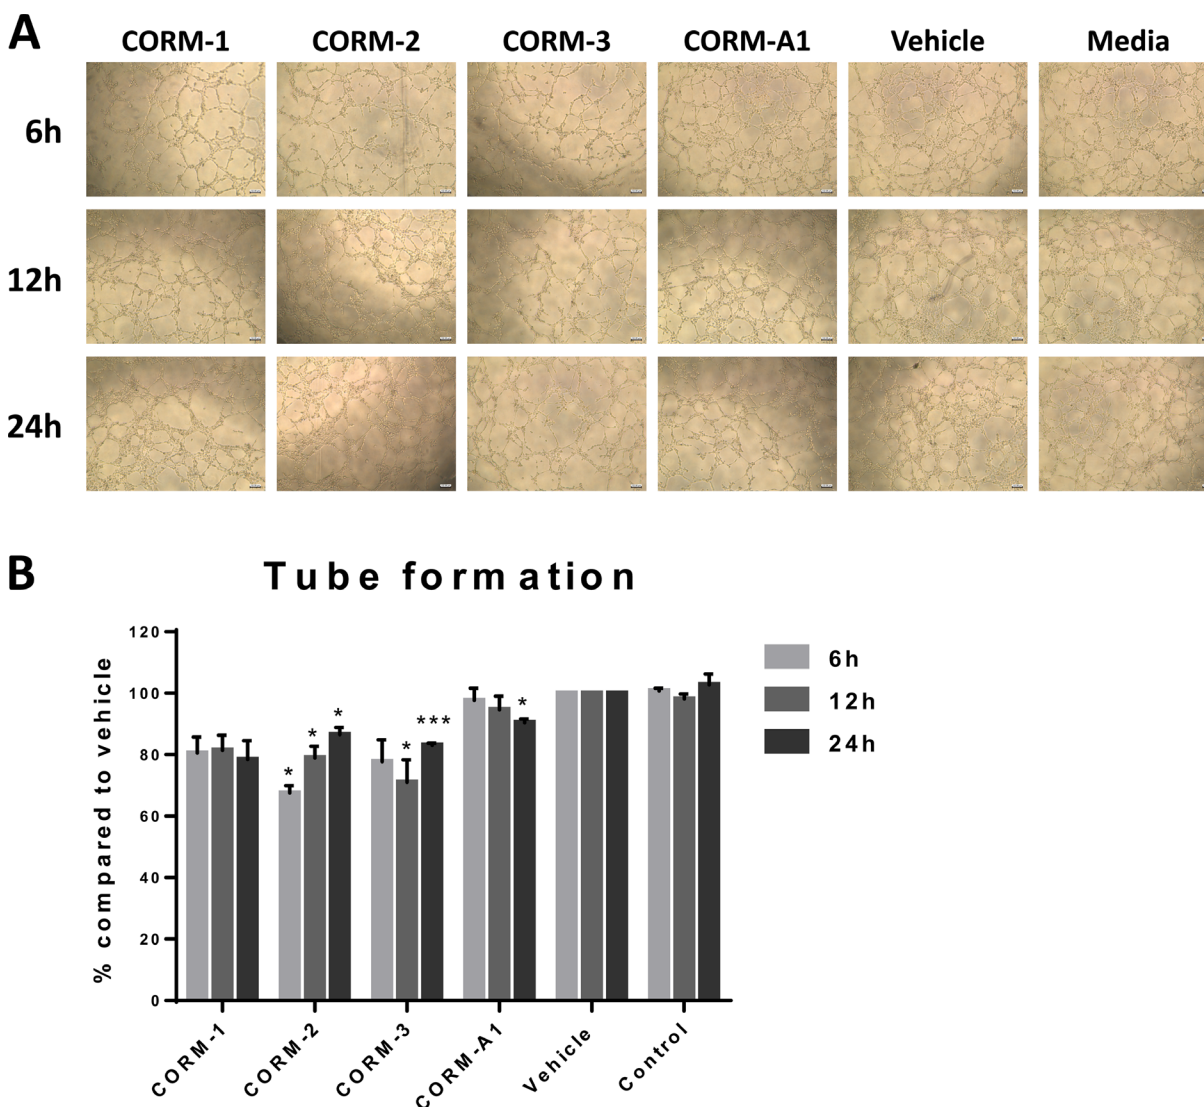 A
CORM-1 CORM-2 CORM-3 CORM-A1 Vehicle Media
6h
12h
24h
B
Tube formation
% compared to vehicle
120
100
80
60
40
20
0
* * *
* ***
*
CORM-1 CORM-2 CORM-3 CORM-A1 Vehicle Control
6h
12h
24h